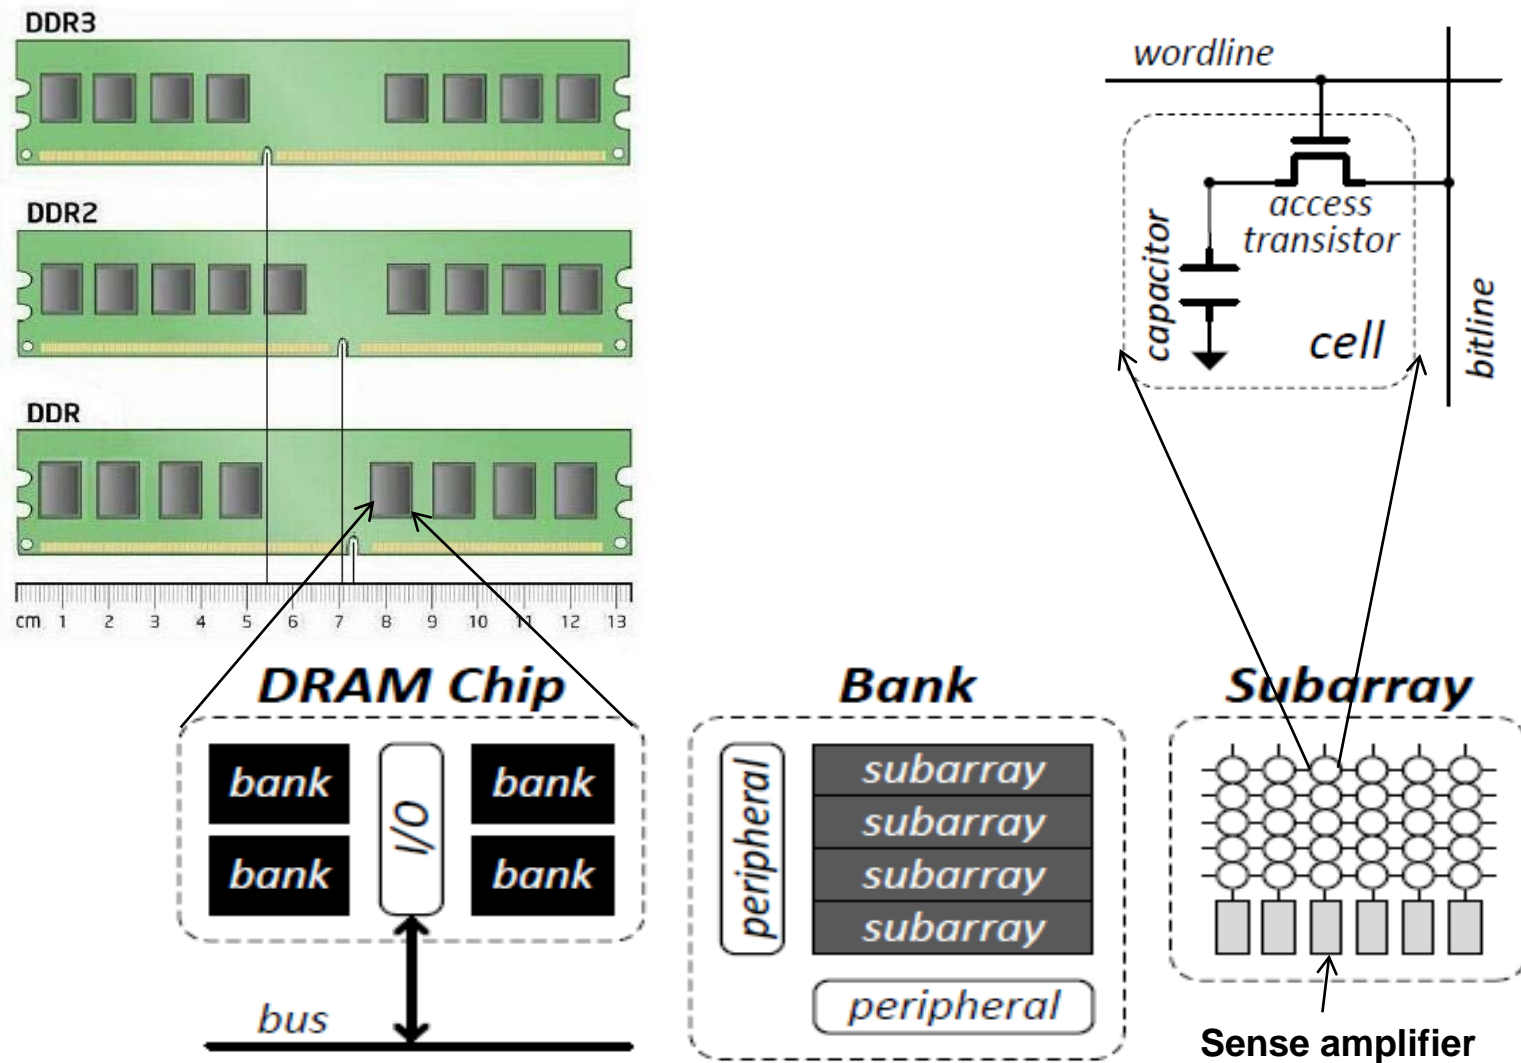 DDR3
DDR2
DDR
cm 1 2 3 4 5 6 7 8 9 10 11 12 13
wordline
access
transistor
capacitor
cell
bitline
DRAM Chip
bank
bank
I/O
bank
bank
bus
Bank
peripheral
subarray
subarray
subarray
subarray
peripheral
Subarray
Sense amplifier